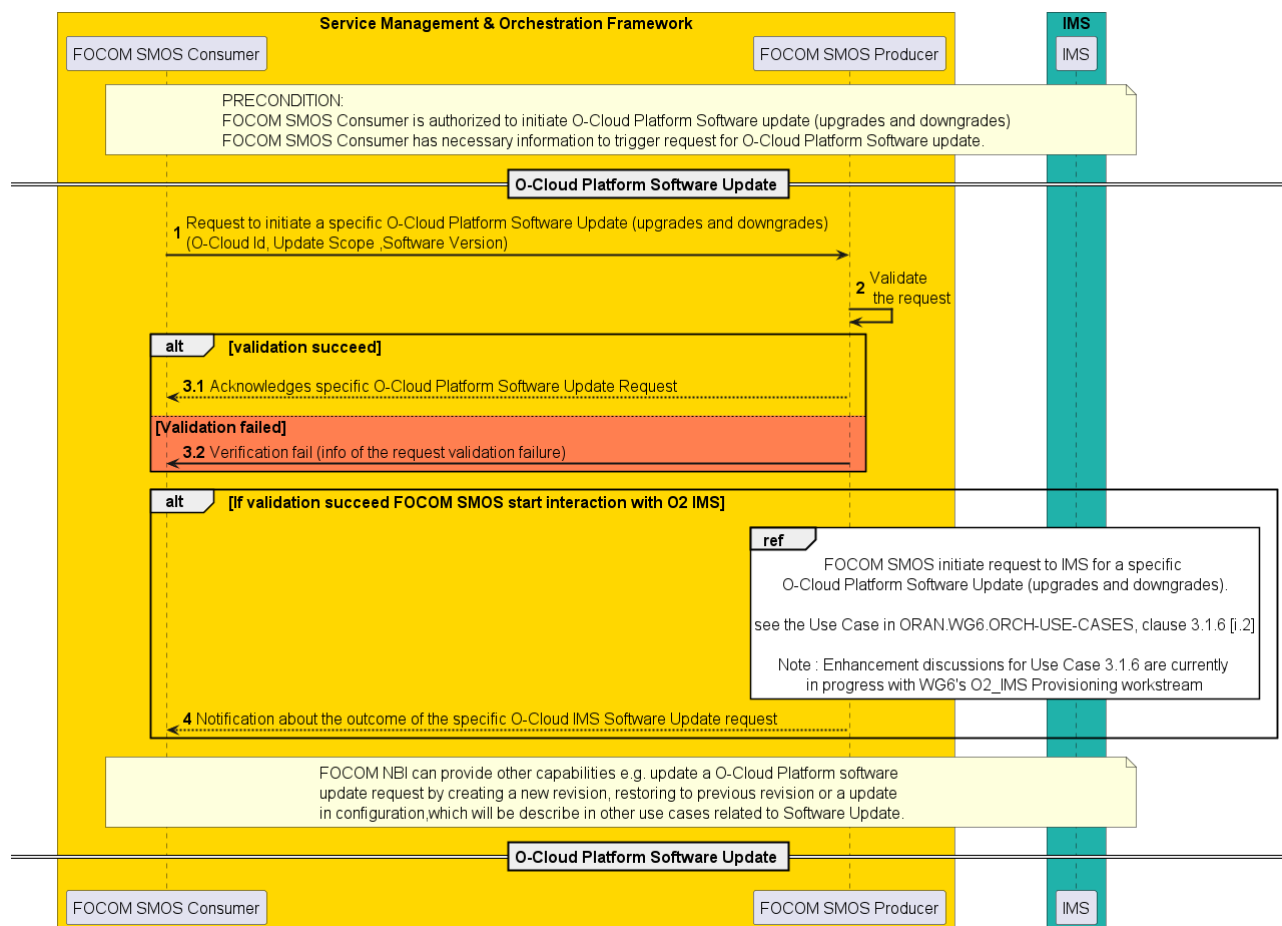 Service Management & Orchestration Framework
IMS
FOCOM SMOS Consumer
FOCOM SMOS Producer
IMS
PRECONDITION:
FOCOM SMOS Consumer is authorized to initiate O-Cloud Platform Software update (upgrades and downgrades)
FOCOM SMOS Consumer has necessary information to trigger request for O-Cloud Platform Software update.
O-Cloud Platform Software Update
1 Request to initiate a specific O-Cloud Platform Software Update (upgrades and downgrades)
(O-Cloud Id, Update Scope ,Software Version)
2 Validate
the request
alt [validation succeed]
3.1 Acknowledges specific O-Cloud Platform Software Update Request
[Validation failed]
3.2 Verification fail (info of the request validation failure)
alt [If validation succeed FOCOM SMOS start interaction with O2 IMS]
ref
FOCOM SMOS initiate request to IMS for a specific
O-Cloud Platform Software Update (upgrades and downgrades).
see the Use Case in ORAN.WG6.ORCH-USE-CASES, clause 3.1.6 [i.2]
Note : Enhancement discussions for Use Case 3.1.6 are currently
in progress with WG6's O2_IMS Provisioning workstream
4 Notification about the outcome of the specific O-Cloud IMS Software Update request
FOCOM NBI can provide other capabilities e.g. update a O-Cloud Platform software
update request by creating a new revision, restoring to previous revision or a update
in configuration,which will be describe in other use cases related to Software Update.
O-Cloud Platform Software Update
FOCOM SMOS Consumer
FOCOM SMOS Producer
IMS